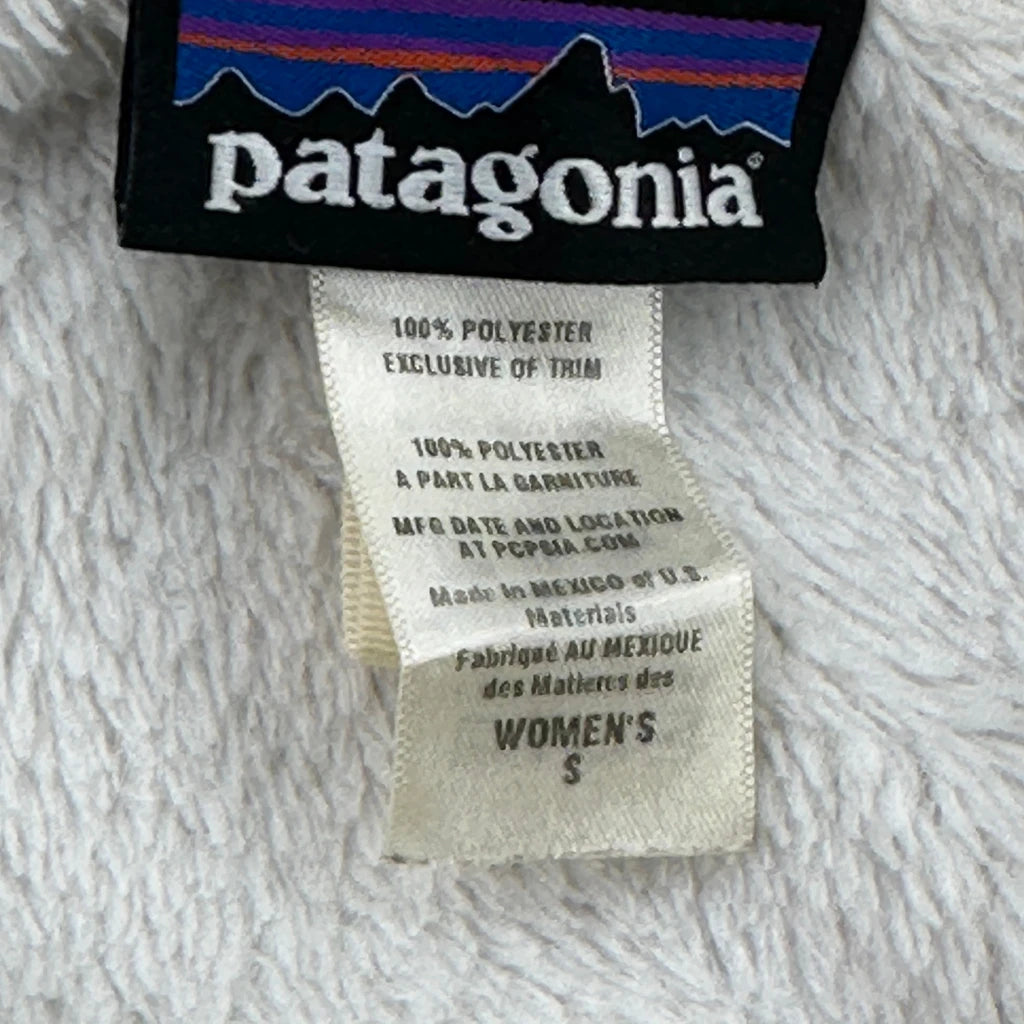 patagonia®
100% POLYESTER
EXCLUSIVE OF TRIM
100% POLYESTER
A PART LA GARNITURE
MFG DATE AND LOCATION
AT PCPSIA.COM
Made in MEXICO of U.S.
Materials
Fabriqué AU MEXIQUE
des Matieres des
WOMEN'S
S